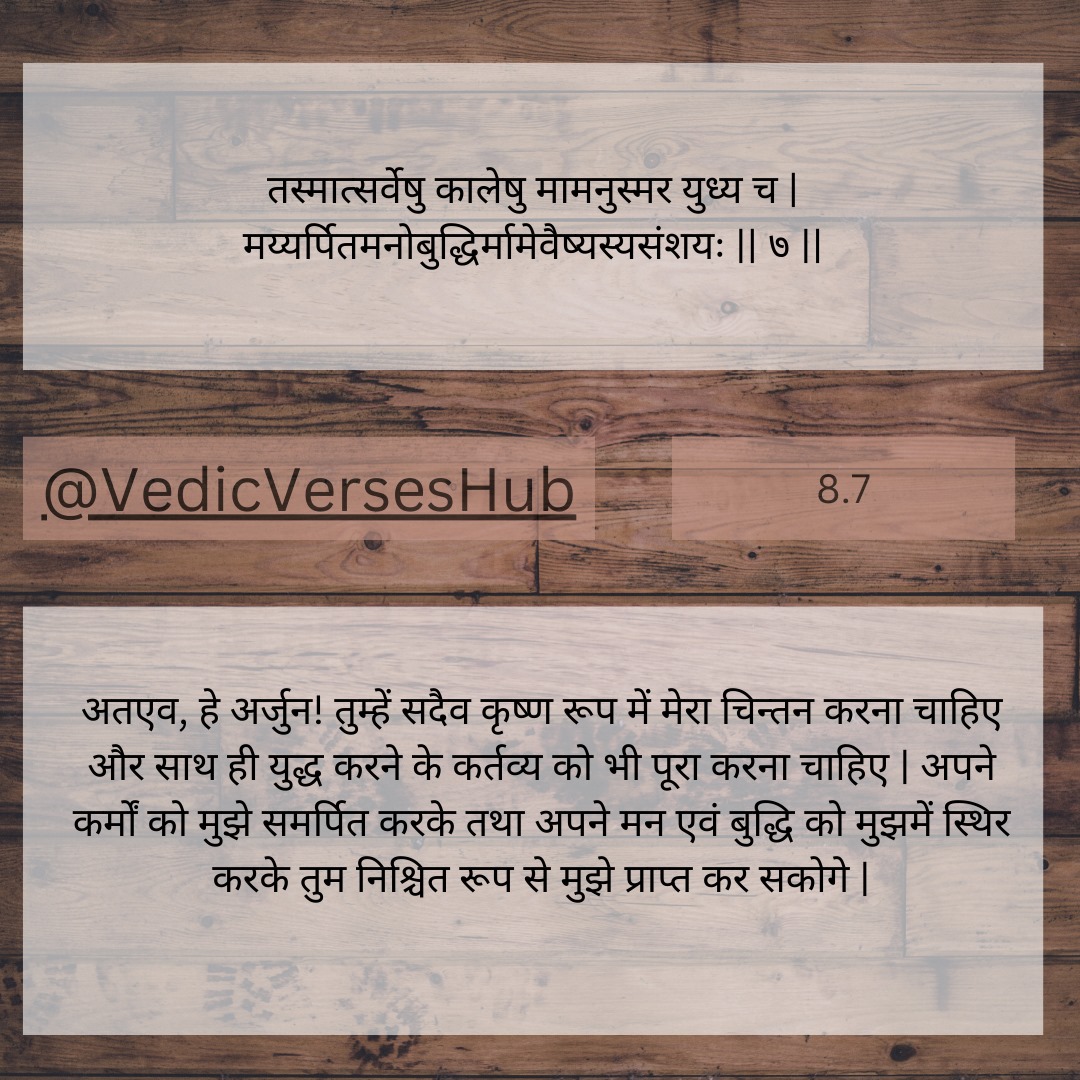 तस्मात्सर्वेषु कालेषु मामनुस्मर युध्य च |
मय्यर्पितमनोबुद्धिर्मामेवैष्यस्यसंशयः || ७ ||
@VedicVersesHub
8.7
अतएव, हे अर्जुन! तुम्हें सदैव कृष्ण रूप में मेरा चिन्तन करना चाहिए
और साथ ही युद्ध करने के कर्तव्य को भी पूरा करना चाहिए | अपने
कर्मों को मुझे समर्पित करके तथा अपने मन एवं बुद्धि को मुझमें स्थिर
करके तुम निश्चित रूप से मुझे प्राप्त कर सकोगे |